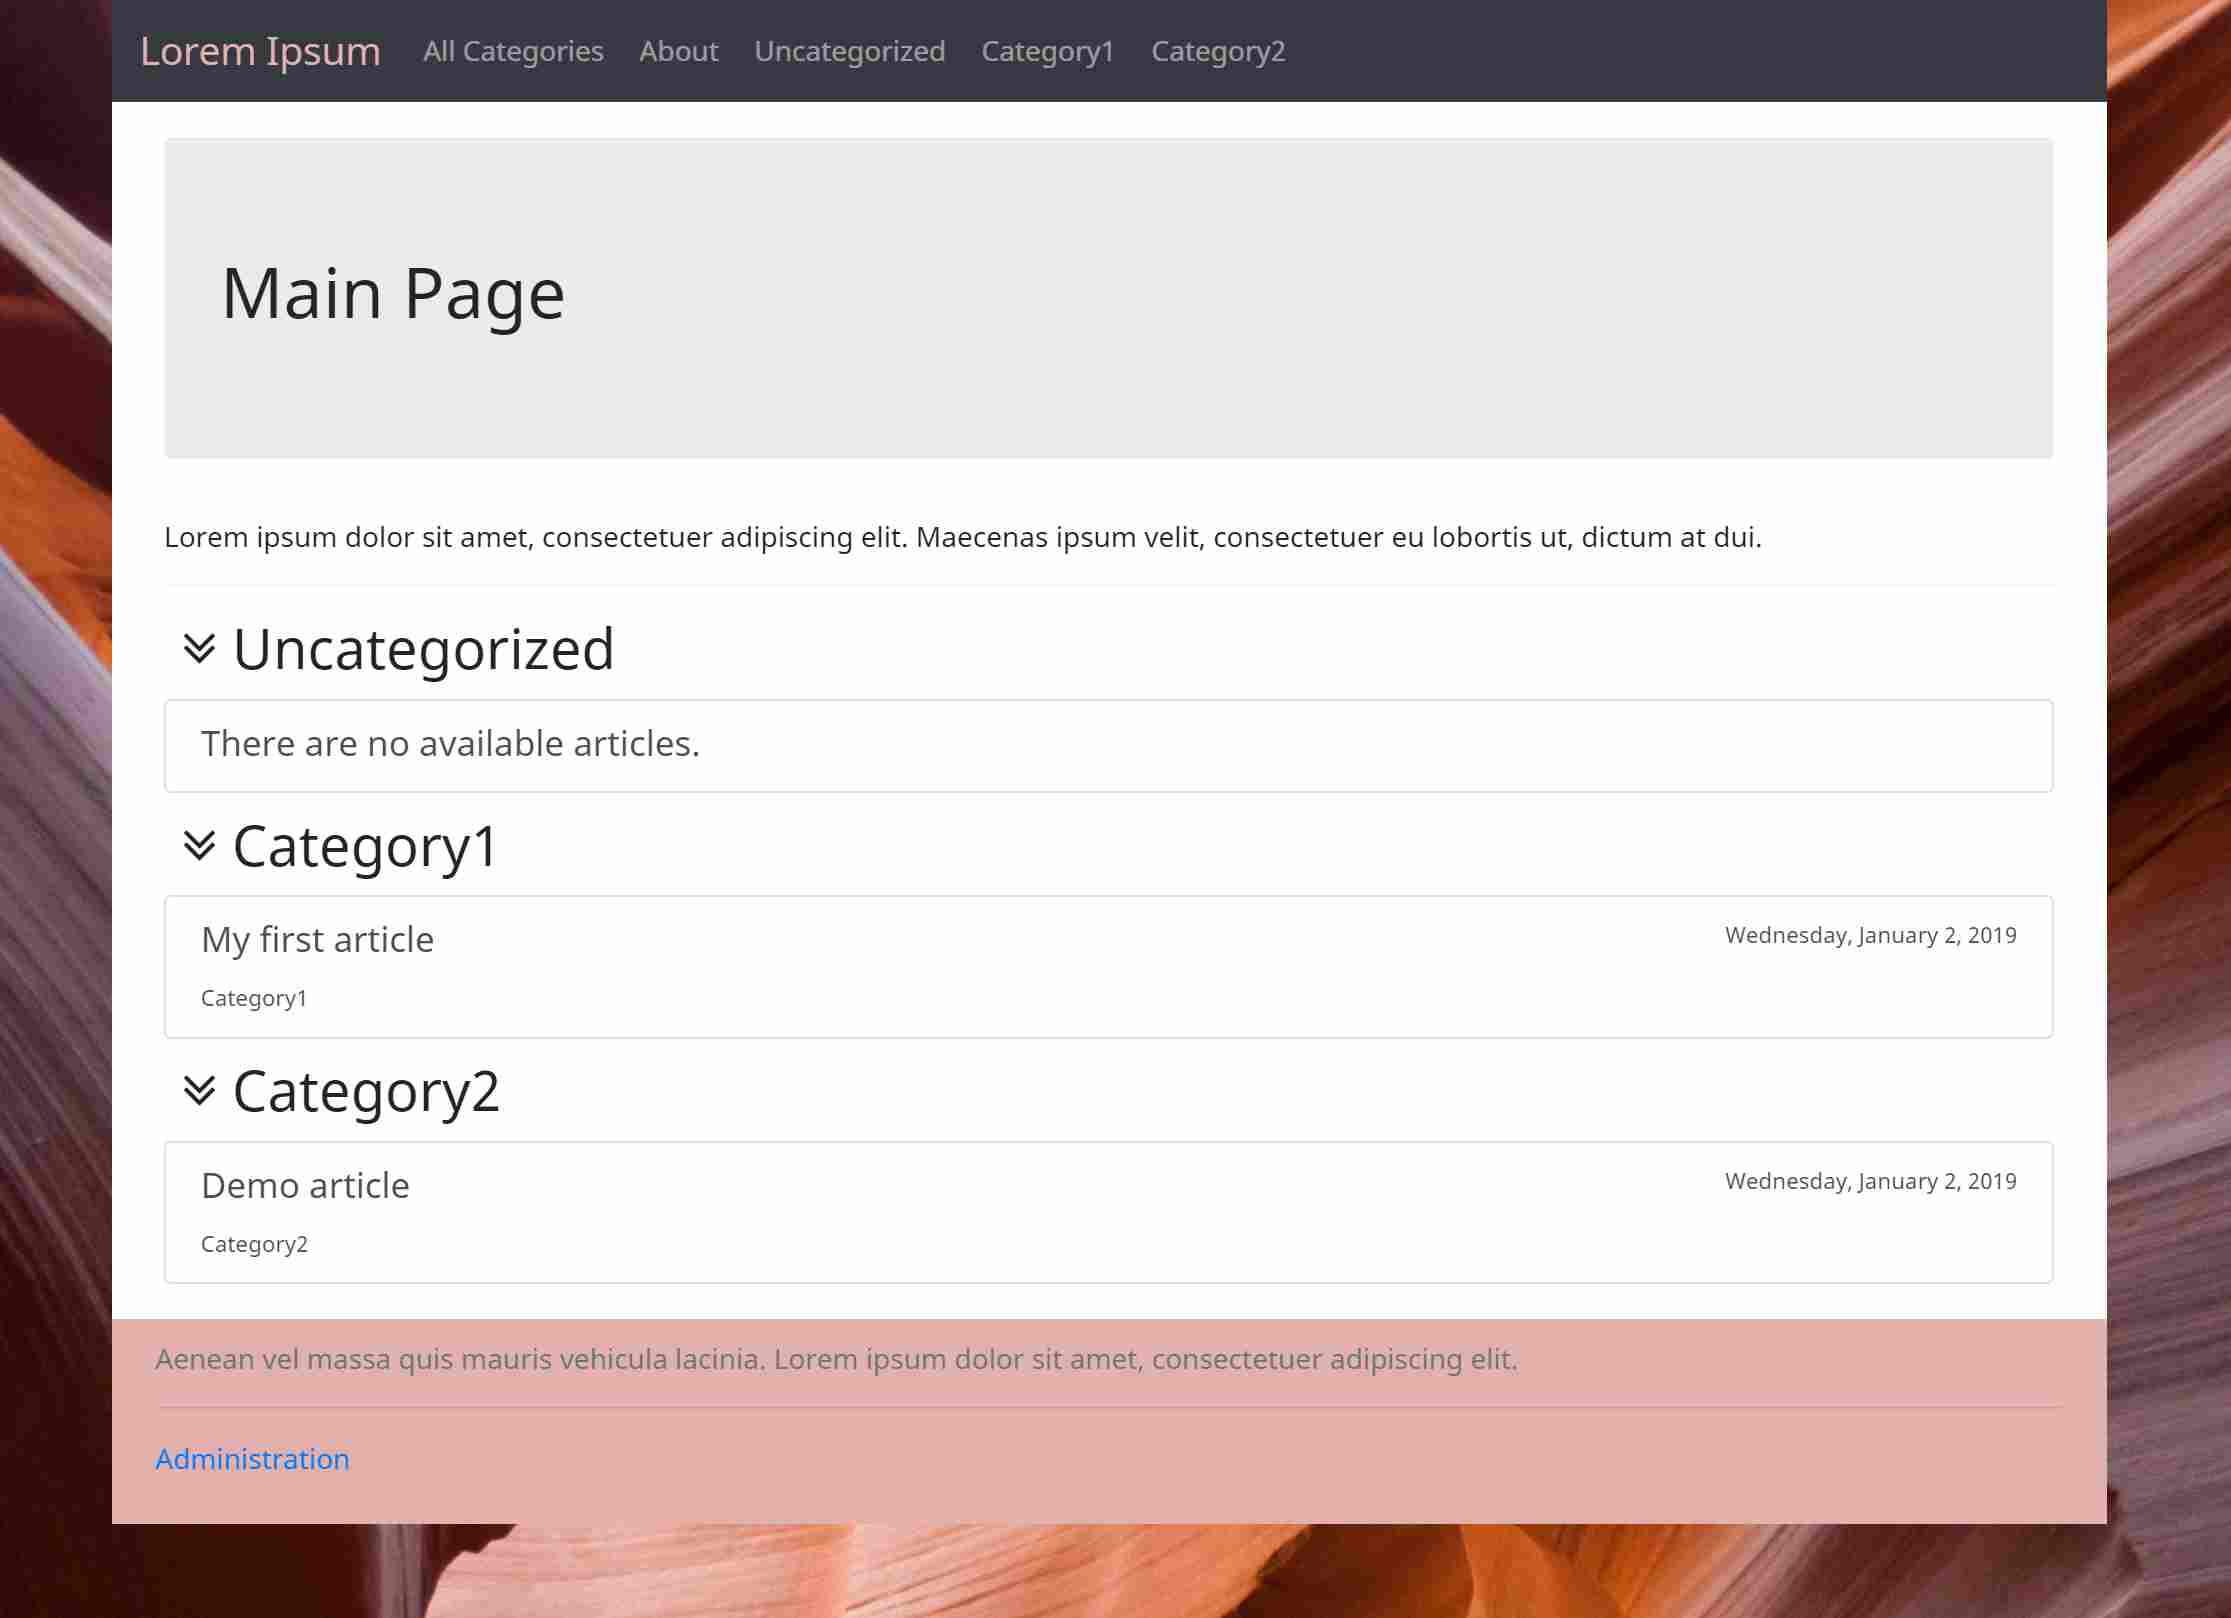 Lorem Ipsum All Categories About Uncategorized Category1 Category2
Main Page
Lorem ipsum dolor sit amet, consectetuer adipiscing elit. Maecenas ipsum velit, consectetuer eu lobortis ut, dictum at dui.
Uncategorized
There are no available articles.
Category1
My first article Wednesday, January 2, 2019
Category1
Category2
Demo article Wednesday, January 2, 2019
Category2
Aenean vel massa quis mauris vehicula lacinia. Lorem ipsum dolor sit amet, consectetuer adipiscing elit.
Administration